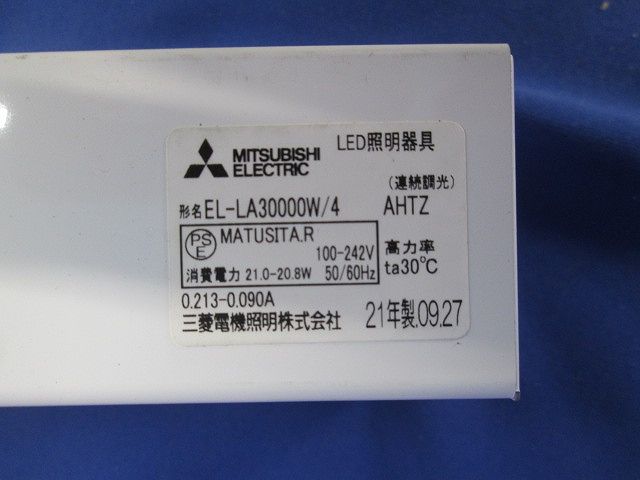 MITSUBISHI
ELECTRIC
LED照明器具
(連続調光)
形名 EL-LA30000W/4 AHTZ
PS
E
MATUSITA.R
100-242V
消費電力 21.0-20.8W 50/60Hz
高力率
ta30℃
0.213-0.090A
三菱電機照明株式会社
21年製.09.27